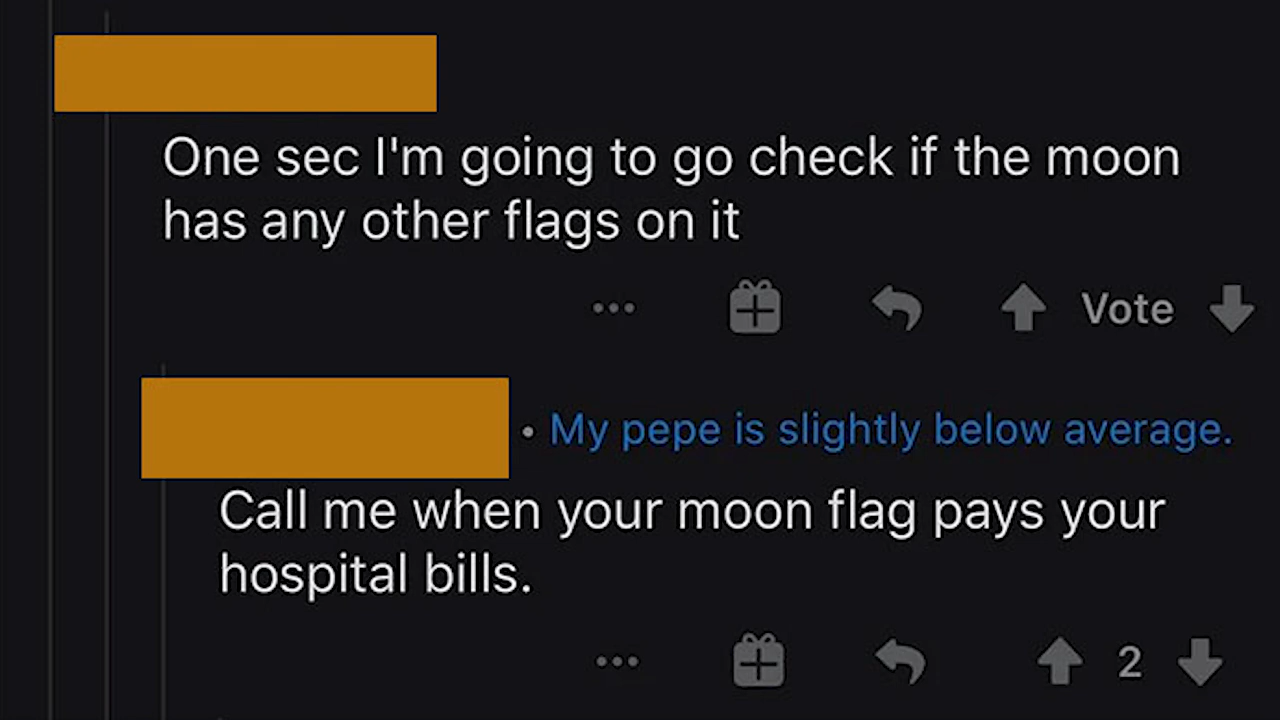 One sec I'm going to go check if the moon
has any other flags on it
Vote
• My pepe is slightly below average.
Call me when your moon flag pays your
hospital bills.
2